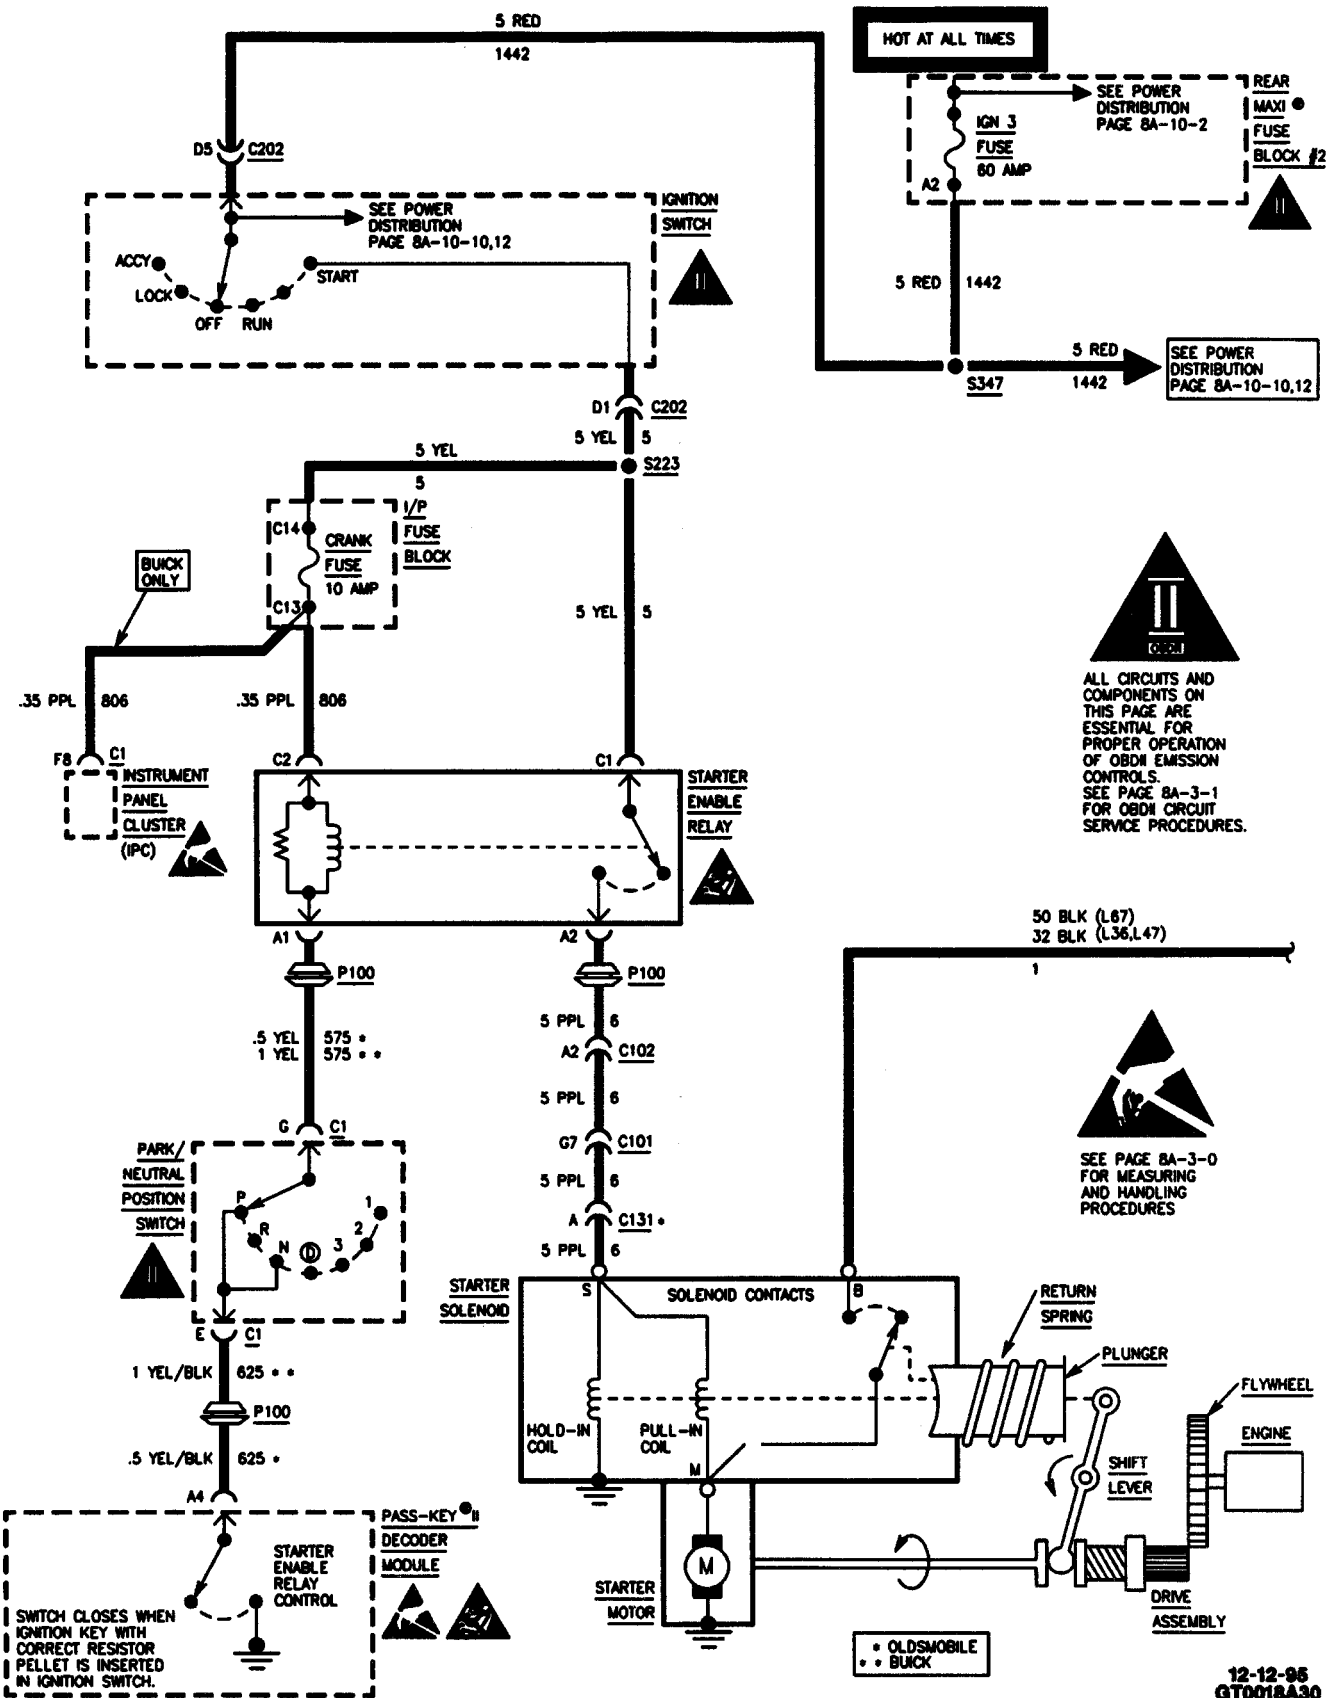 5 RED
1442
HOT AT ALL TIMES
SEE POWER
DISTRIBUTION
PAGE 8A-10-2
REAR
MAXI
FUSE
BLOCK #2
IGN 3
FUSE
60 AMP
A2
II
D5
C202
SEE POWER
DISTRIBUTION
PAGE 8A-10-10,12
IGNITION
SWITCH
II
ACCY
LOCK
OFF
RUN
START
5 RED
1442
5 RED
1442
S347
SEE POWER
DISTRIBUTION
PAGE 8A-10-10,12
D1
C202
5 YEL
5
S223
5 YEL
5
I/P
FUSE
BLOCK
C14
CRANK
FUSE
10 AMP
C13
BUICK
ONLY
5 YEL
5
II
OBDII
ALL CIRCUITS AND
COMPONENTS ON
THIS PAGE ARE
ESSENTIAL FOR
PROPER OPERATION
OF OBDII EMISSION
CONTROLS.
SEE PAGE 8A-3-1
FOR OBDII CIRCUIT
SERVICE PROCEDURES.
.35 PPL
806
.35 PPL
806
F8
C1
C2
C1
INSTRUMENT
PANEL
CLUSTER
(IPC)
STARTER
ENABLE
RELAY
A1
A2
P100
P100
50 BLK (L67)
32 BLK (L36,L47)
1
.5 YEL
575 *
1 YEL
575 * *
5 PPL
6
A2
C102
5 PPL
6
G
C1
G7
C101
PARK/
NEUTRAL
POSITION
SWITCH
II
P
R
N
D
3
2
1
5 PPL
6
A
C131 *
5 PPL
6
SEE PAGE 8A-3-0
FOR MEASURING
AND HANDLING
PROCEDURES
STARTER
SOLENOID
S
SOLENOID CONTACTS
B
RETURN
SPRING
PLUNGER
E
C1
1 YEL/BLK
625 * *
P100
.5 YEL/BLK
625 *
HOLD-IN
COIL
PULL-IN
COIL
M
FLYWHEEL
ENGINE
SHIFT
LEVER
A4
PASS-KEY II
DECODER
MODULE
STARTER
ENABLE
RELAY
CONTROL
SWITCH CLOSES WHEN
IGNITION KEY WITH
CORRECT RESISTOR
PELLET IS INSERTED
IN IGNITION SWITCH.
M
STARTER
MOTOR
DRIVE
ASSEMBLY
* OLDSMOBILE
* * BUICK
12-12-95
GT0018A30